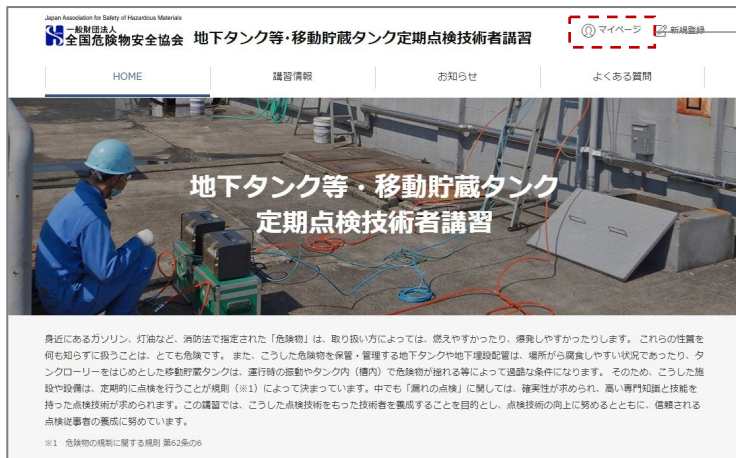 Japan Association for Safety of Hazardous Materials
一般財団法人
全国危険物安全協会 地下タンク等・移動貯蔵タンク定期点検技術者講習
マイページ 新規登録
HOME 講習情報 お知らせ よくある質問
地下タンク等・移動貯蔵タンク
定期点検技術者講習
身近にあるガソリン、灯油など、消防法で指定された「危険物」は、取り扱い方によっては、燃えやすかったり、爆発しやすかったりします。 これらの性質を
何も知らずに扱うことは、とても危険です。 また、こうした危険物を保管・管理する地下タンクや地下埋設配管は、場所がら腐食しやすい状況であったり、タ
ンクローリーをはじめとした移動貯蔵タンクは、運行時の振動やタンク内（槽内）で危険物が揺れる等によって過酷な条件になります。 そのため、こうした施
設や設備は、定期的に点検を行うことが規則（※1）によって決まっています。中でも「漏れの点検」に関しては、確実性が求められ、高い専門知識と技能を
持った点検技術が求められます。この講習では、こうした点検技術をもった技術者を養成することを目的とし、点検技術の向上に努めるとともに、信頼される
点検従事者の養成に努めています。
※1 危険物の規制に関する規則 第62条の6